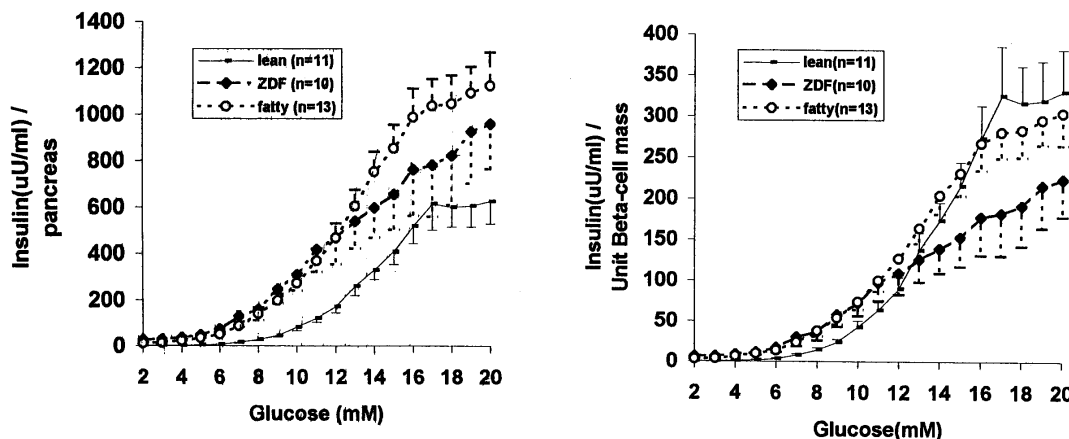 1400
1200
1000
800
600
400
200
0
2 4 6 8 10 12 14 16 18 20
Glucose (mM)
Insulin(uU/ml) /
pancreas
lean (n=11)
ZDF (n=10)
fatty (n=13)
400
350
300
250
200
150
100
50
0
2 4 6 8 10 12 14 16 18 20
Glucose(mM)
Insulin(uU/ml) /
Unit Beta-cell mass
lean(n=11)
ZDF(n=10)
fatty(n=13)